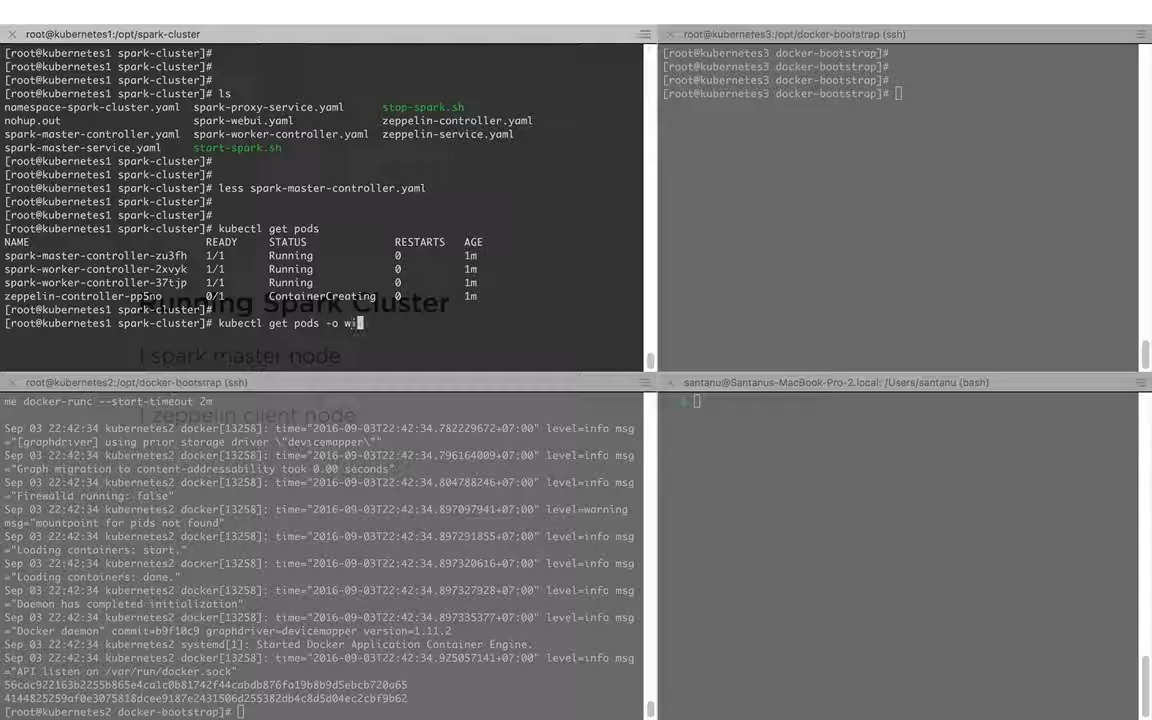 root@kubernetes1:/opt/spark-cluster
[root@kubernetes1 spark-cluster]#
[root@kubernetes1 spark-cluster]#
[root@kubernetes1 spark-cluster]#
[root@kubernetes1 spark-cluster]# ls
namespace-spark-cluster.yaml spark-proxy-service.yaml stop-spark.sh
nohup.out spark-webui.yaml zeppelin-controller.yaml
spark-master-controller.yaml spark-worker-controller.yaml zeppelin-service.yaml
spark-master-service.yaml start-spark.sh
[root@kubernetes1 spark-cluster]#
[root@kubernetes1 spark-cluster]#
[root@kubernetes1 spark-cluster]# less spark-master-controller.yaml
[root@kubernetes1 spark-cluster]#
[root@kubernetes1 spark-cluster]#
[root@kubernetes1 spark-cluster]# kubectl get pods
NAME READY STATUS RESTARTS AGE
spark-master-controller-zu3fh 1/1 Running 0 1m
spark-worker-controller-2xvyk 1/1 Running 0 1m
spark-worker-controller-37tjp 1/1 Running 0 1m
zeppelin-controller-pp5no 0/1 ContainerCreating 0 1m
Running Spark Cluster
[root@kubernetes1 spark-cluster]#
[root@kubernetes1 spark-cluster]# kubectl get pods -o wi
1 spark master node
root@kubernetes3:/opt/docker-bootstrap (ssh)
[root@kubernetes3 docker-bootstrap]#
[root@kubernetes3 docker-bootstrap]#
[root@kubernetes3 docker-bootstrap]#
[root@kubernetes3 docker-bootstrap]#
root@kubernetes2:/opt/docker-bootstrap (ssh)
me docker-runc --start-timeout 2m
1 zeppelin client node
Sep 03 22:42:34 kubernetes2 docker[13258]: time="2016-09-03T22:42:34.782229672+07:00" level=info msg
="[graphdriver] using prior storage driver \"devicemapper\""
Sep 03 22:42:34 kubernetes2 docker[13258]: time="2016-09-03T22:42:34.796164009+07:00" level=info msg
="Graph migration to content-addressability took 0.00 seconds"
Sep 03 22:42:34 kubernetes2 docker[13258]: time="2016-09-03T22:42:34.804788246+07:00" level=info msg
="Firewalld running: false"
Sep 03 22:42:34 kubernetes2 docker[13258]: time="2016-09-03T22:42:34.897097941+07:00" level=warning
msg="mountpoint for pids not found"
Sep 03 22:42:34 kubernetes2 docker[13258]: time="2016-09-03T22:42:34.897291855+07:00" level=info msg
="Loading containers: start."
Sep 03 22:42:34 kubernetes2 docker[13258]: time="2016-09-03T22:42:34.897320616+07:00" level=info msg
="Loading containers: done."
Sep 03 22:42:34 kubernetes2 docker[13258]: time="2016-09-03T22:42:34.897327928+07:00" level=info msg
="Daemon has completed initialization"
Sep 03 22:42:34 kubernetes2 docker[13258]: time="2016-09-03T22:42:34.897335377+07:00" level=info msg
="Docker daemon" commit=b9f10c9 graphdriver=devicemapper version=1.11.2
Sep 03 22:42:34 kubernetes2 systemd[1]: Started Docker Application Container Engine.
Sep 03 22:42:34 kubernetes2 docker[13258]: time="2016-09-03T22:42:34.925057141+07:00" level=info msg
="API listen on /var/run/docker.sock"
56cac922163b2255b865e4ca1c0b81742f44cabdb876fa19b8b9d5ebcb720a65
4144825259af0e3075818dcee9187e2431506d255382db4c8d5d04ec2cbf9b62
[root@kubernetes2 docker-bootstrap]#
santanu@Santanus-MacBook-Pro-2.local: /Users/santanu (bash)